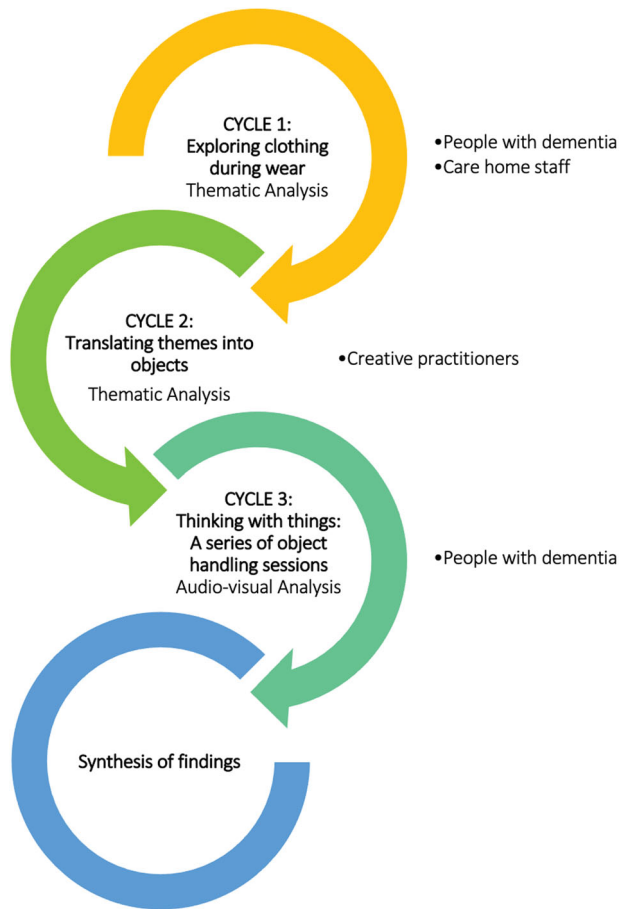 CYCLE 1:
Exploring clothing
during wear
Thematic Analysis
•People with dementia
•Care home staff
CYCLE 2:
Translating themes into
objects
Thematic Analysis
•Creative practitioners
CYCLE 3:
Thinking with things:
A series of object
handling sessions
Audio-visual Analysis
•People with dementia
Synthesis of findings